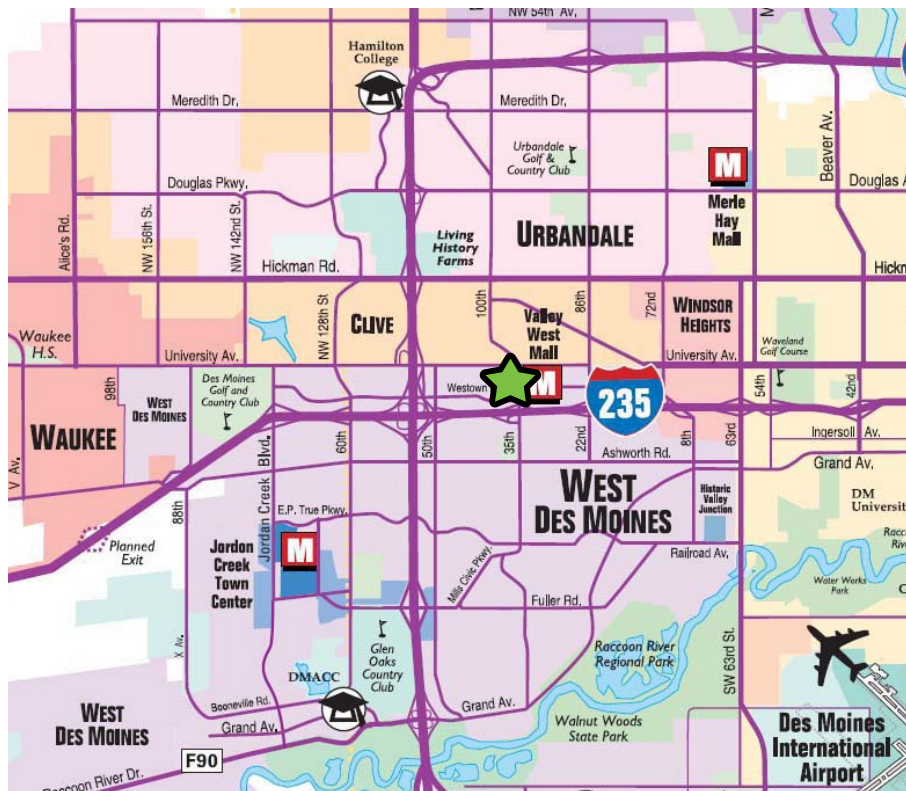 NW 54th Av.
Hamilton
College
Meredith Dr.
Meredith Dr.
Beaver Av.
Urbandale
Golf &
Country Club
M
Merle
Hay
Mall
Douglas Pkwy.
Douglas A
Alice's Rd.
NW 156th St.
NW 142nd St.
Living
History
Farms
URBANDALE
Hickman Rd.
Hickm
NW 128th St
CLIVE
100th
Valley
West
Mall
86th
72nd
WINDSOR
HEIGHTS
Waukee
H.S.
University Av.
University Av.
Waveland
Golf Course
98th
WEST
DES MOINES
Des Moines
Golf and
Country Club
Westown
M
235
54th
42nd
WAUKEE
V Av.
Jordan Creek Blvd.
60th
50th
35th
22nd
8th
63rd
Ingersoll Av.
Ashworth Rd.
Grand Av.
88th
E.P. True Pkwy.
WEST
DES MOINES
Historic
Valley
Junction
DM
Universit
Planned
Exit
Jordon
Creek
Town
Center
M
Mills Civic Pkwy.
Railroad Av.
Racco
Rive
Water Works
Park
C
Fuller Rd.
X Av.
Glen
Oaks
Country
Club
Raccoon River
Regional Park
SW 63rd St.
DMACC
Booneville Rd.
Grand Av.
Grand Av.
WEST
DES MOINES
Walnut Woods
State Park
Des Moines
International
Airport
F90
accoon River Dr.